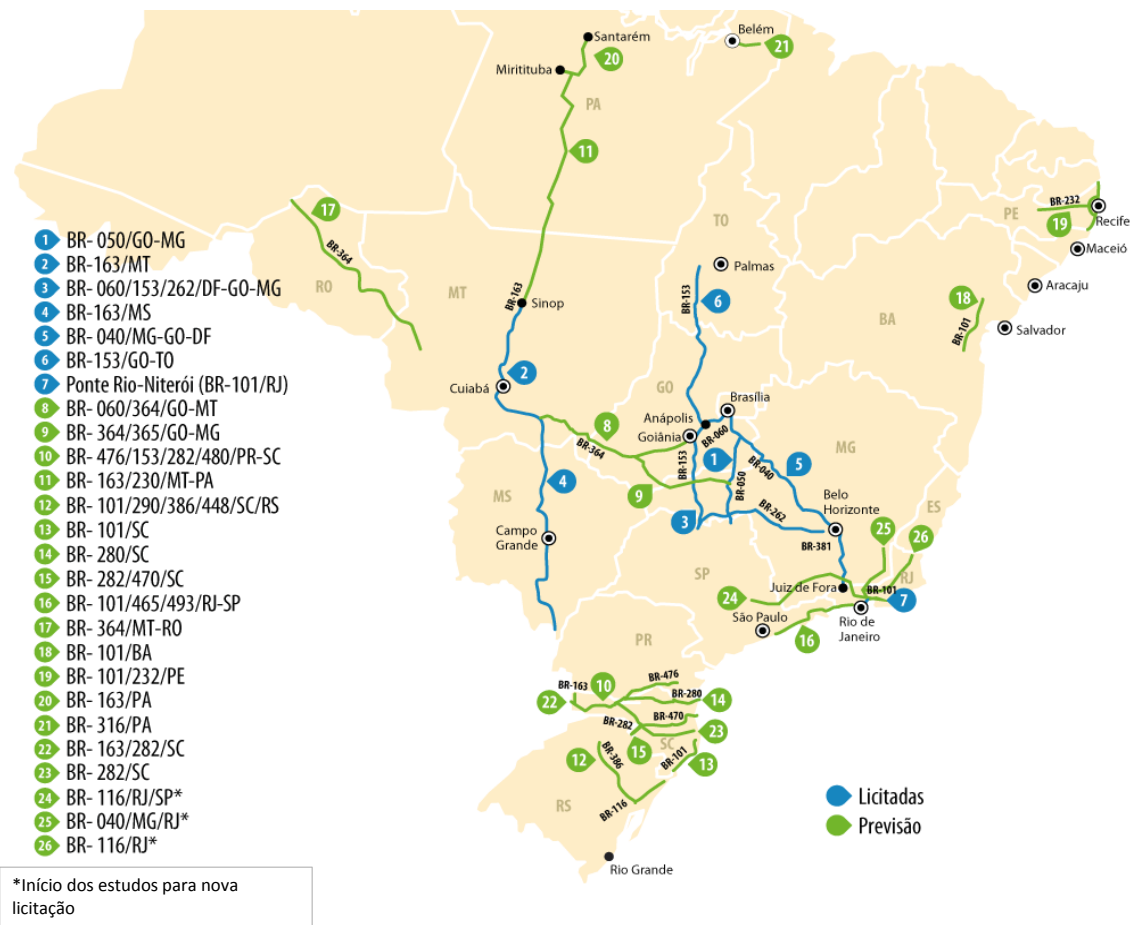 Santarém
Belém
21
20
Miritituba
PA
11
17
BR-364
RO
MT
BR-163
Sinop
TO
Palmas
BR-153
6
PE
BR-232
19
Recife
Maceió
Aracaju
18
BR-101
BA
Salvador
1 BR- 050/GO-MG
2 BR-163/MT
3 BR- 060/153/262/DF-GO-MG
4 BR-163/MS
5 BR- 040/MG-GO-DF
6 BR-153/GO-TO
7 Ponte Rio-Niterói (BR-101/RJ)
8 BR- 060/364/GO-MT
9 BR- 364/365/GO-MG
10 BR- 476/153/282/480/PR-SC
11 BR- 163/230/MT-PA
12 BR- 101/290/386/448/SC/RS
13 BR- 101/SC
14 BR- 280/SC
15 BR- 282/470/SC
16 BR- 101/465/493/RJ-SP
17 BR- 364/MT-RO
18 BR- 101/BA
19 BR- 101/232/PE
20 BR- 163/PA
21 BR- 316/PA
22 BR- 163/282/SC
23 BR- 282/SC
24 BR- 116/RJ/SP*
25 BR- 040/MG/RJ*
26 BR- 116/RJ*
*Início dos estudos para nova
licitação
Cuiabá
2
GO
Brasília
Anápolis
Goiânia
BR-060
8
BR-364
BR-153
1
BR-050
BR-040
5
MG
9
MS
4
3
BR-262
Belo
Horizonte
ES
25
26
Campo
Grande
BR-381
SP
Juiz de Fora
RJ
BR-101
24
7
São Paulo
16
Rio de
Janeiro
PR
BR-163
10
BR-476
22
BR-280
14
BR-282
BR-470
23
15
SC
12
BR-386
BR-101
13
RS
BR-116
Rio Grande
Licitadas
Previsão